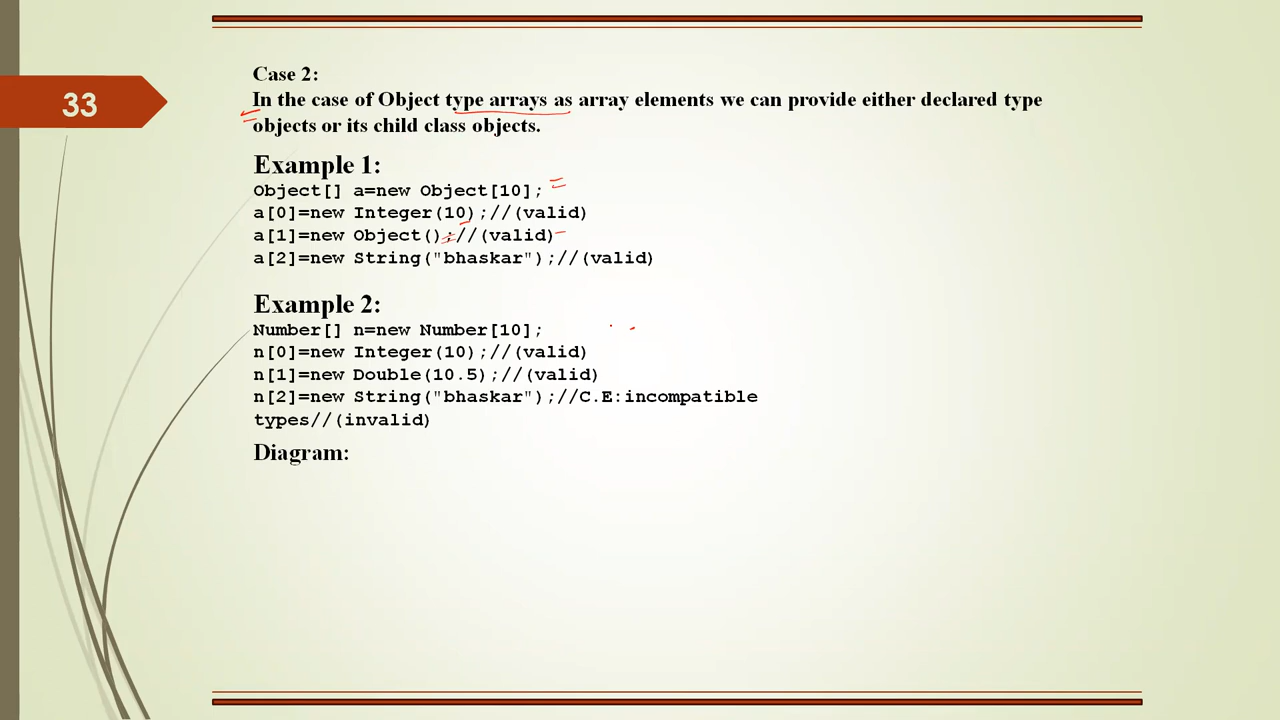 33
Case 2:
In the case of Object type arrays as array elements we can provide either declared type
objects or its child class objects.
Example 1:
Object[] a=new Object[10];
a[0]=new Integer(10);//(valid)
a[1]=new Object();//(valid)
a[2]=new String("bhaskar");//(valid)
Example 2:
Number[] n=new Number[10];
n[0]=new Integer(10);//(valid)
n[1]=new Double(10.5);//(valid)
n[2]=new String("bhaskar");//C.E:incompatible
types//(invalid)
Diagram: